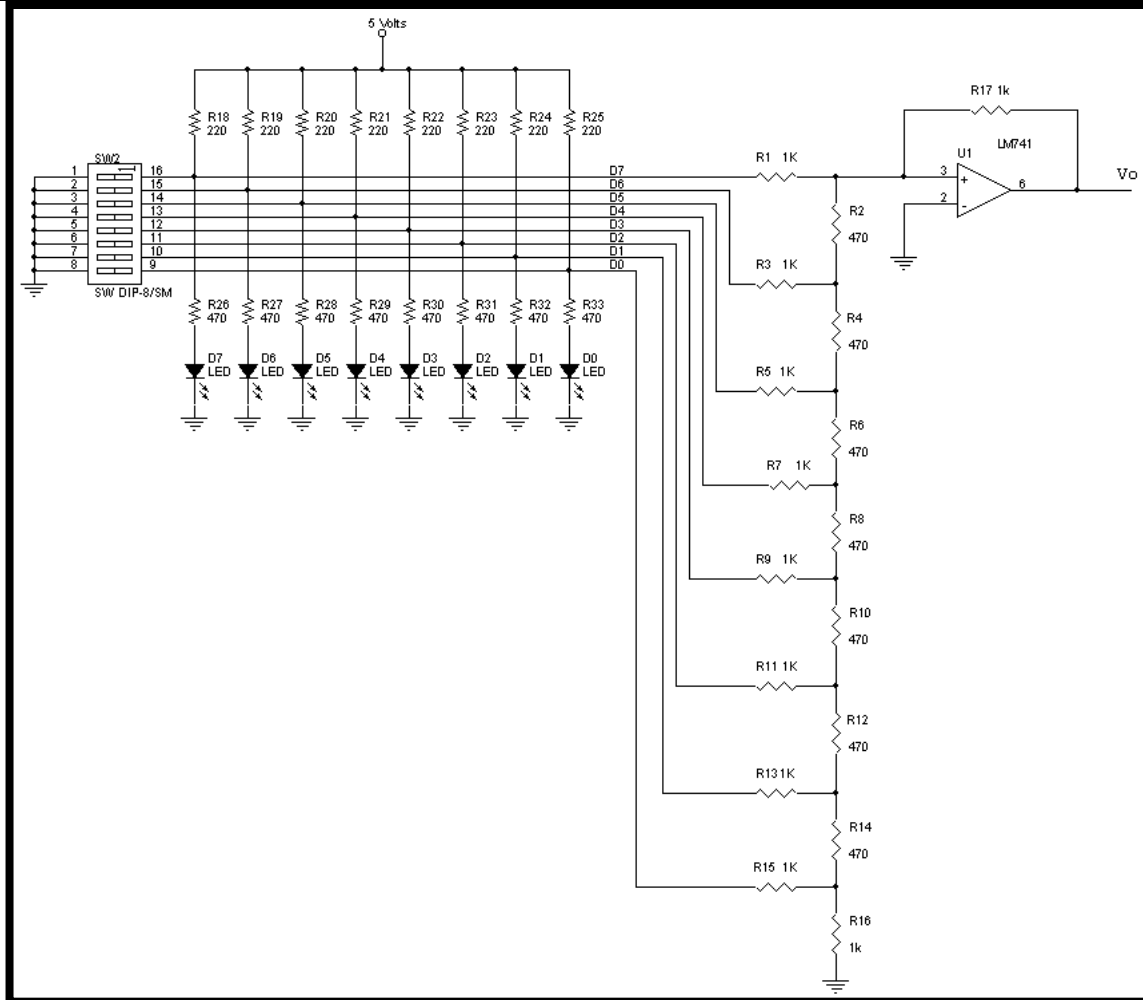 5 Volts
R18 220
R19 220
R20 220
R21 220
R22 220
R23 220
R24 220
R25 220
R17 1k
LM741
U1
SW2
1 16
2 15
3 14
4 13
5 12
6 11
7 10
8 9
SW DIP-8/SM
D7
D6
D5
D4
D3
D2
D1
D0
R1 1K
3
+
2
-
6
Vo
R2
470
R3 1K
R26 470
R27 470
R28 470
R29 470
R30 470
R31 470
R32 470
R33 470
R4
470
D7 LED
D6 LED
D5 LED
D4 LED
D3 LED
D2 LED
D1 LED
D0 LED
R5 1K
R6
470
R7 1K
R8
470
R9 1K
R10
470
R11 1K
R12
470
R131K
R14
470
R15 1K
R16
1k